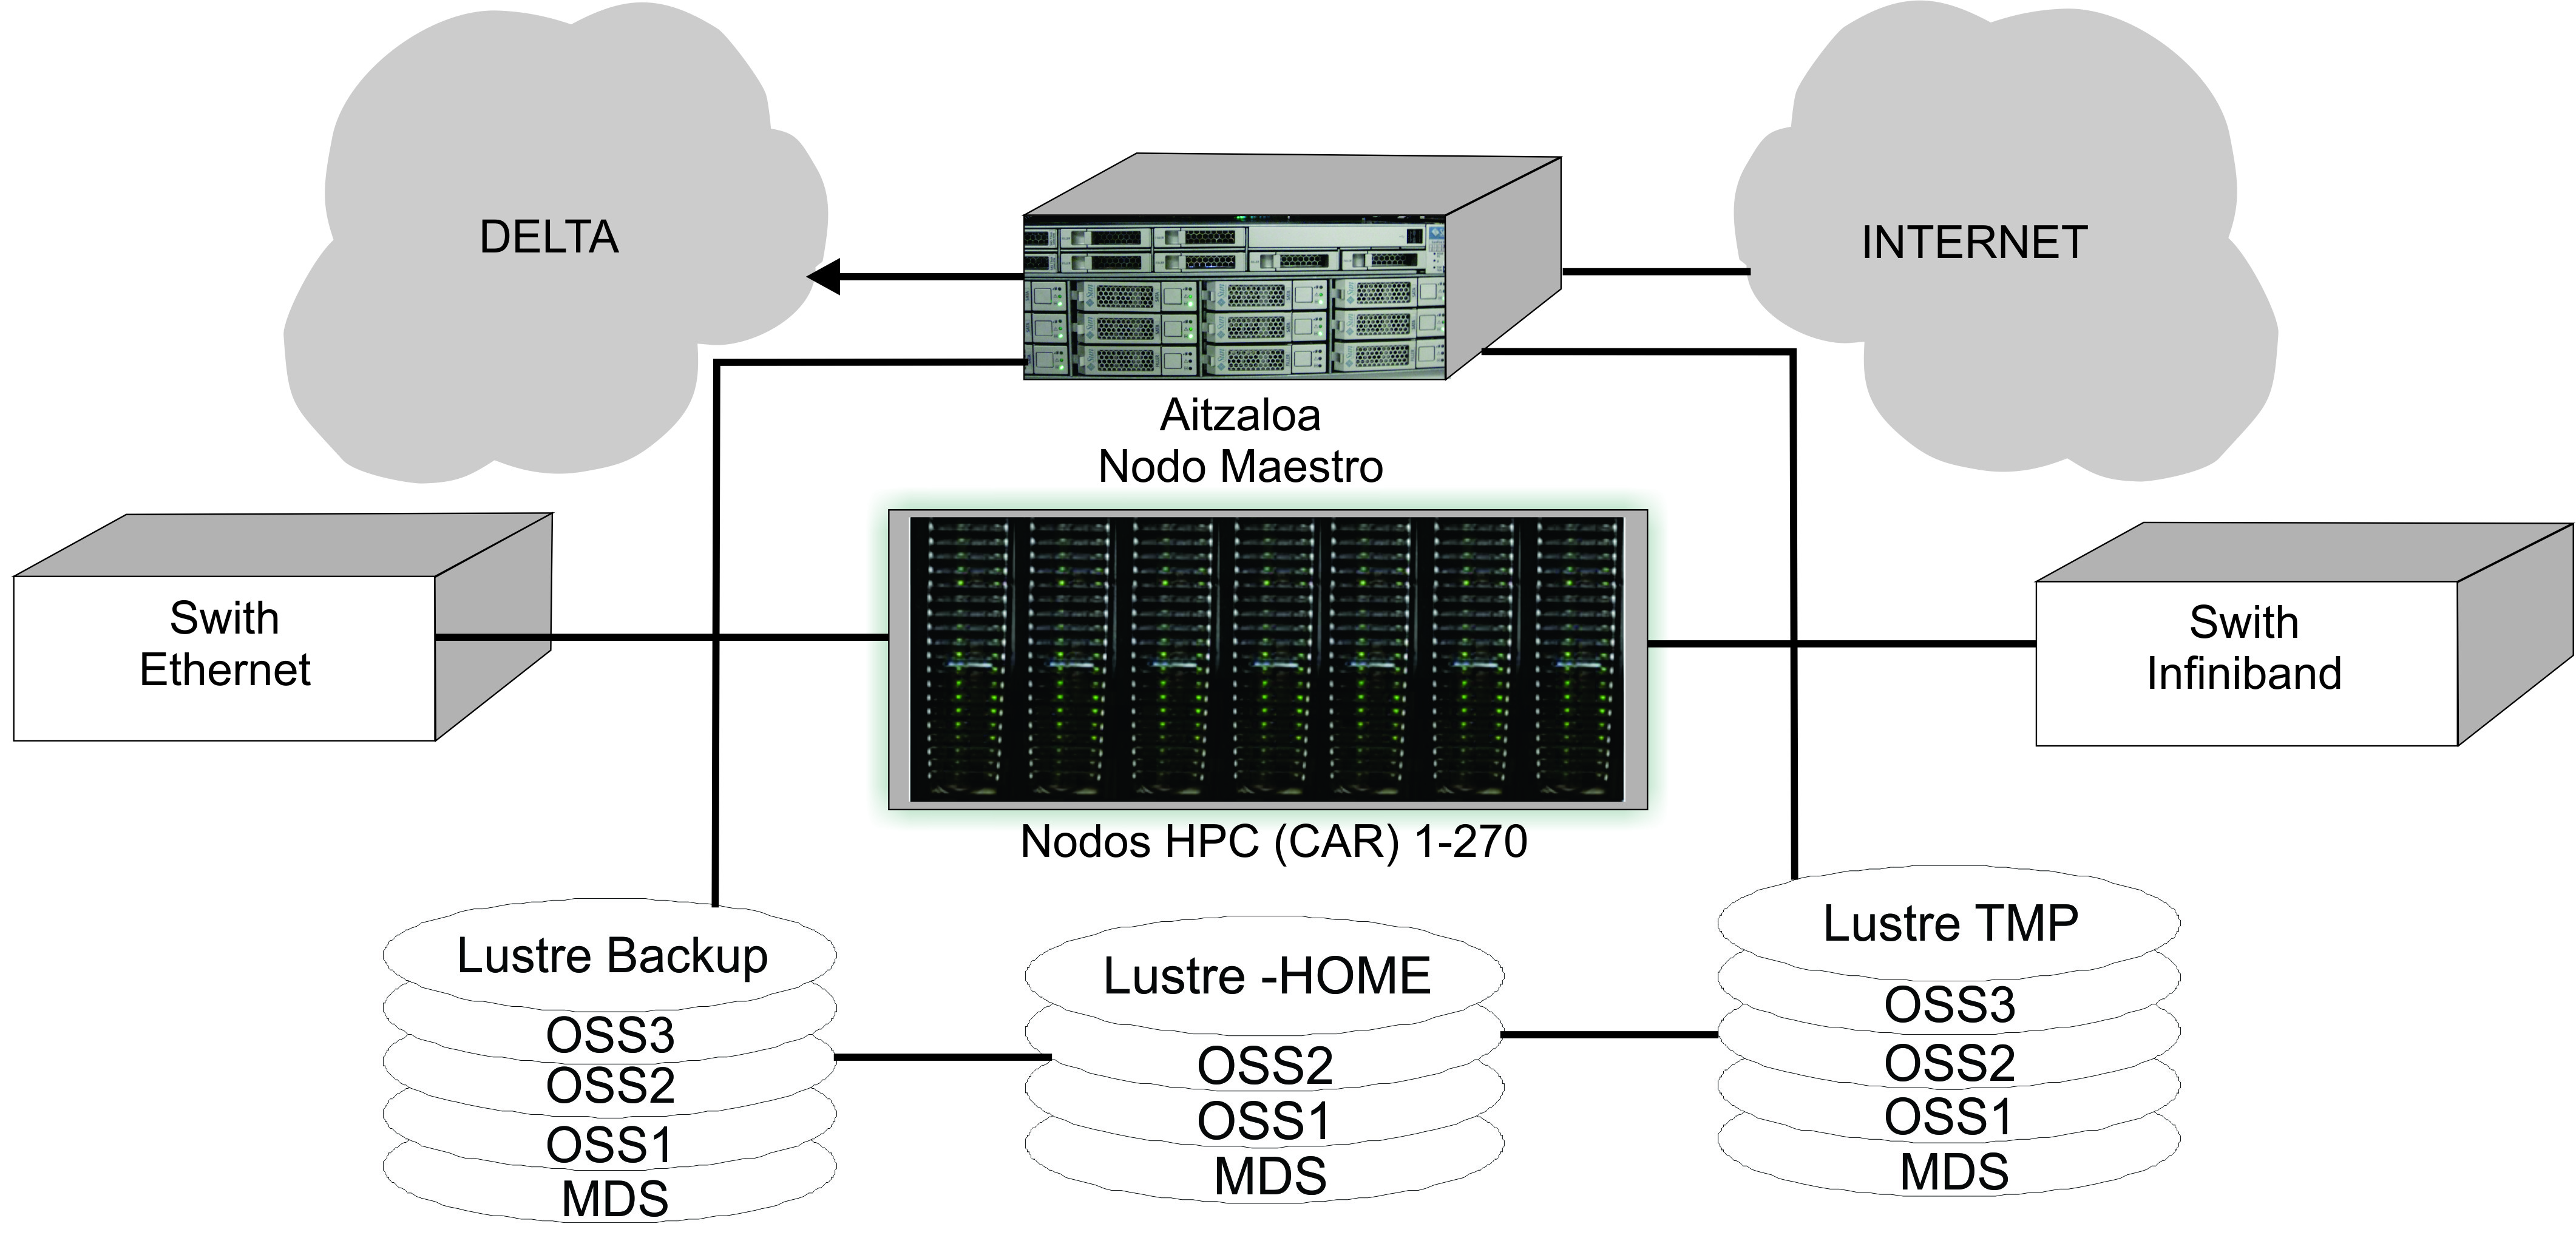 DELTA
INTERNET
Aitzaloa
Nodo Maestro
Swith
Ethernet
Swith
Infiniband
Nodos HPC (CAR) 1-270
Lustre Backup
OSS3
OSS2
OSS1
MDS
Lustre -HOME
OSS2
OSS1
MDS
Lustre TMP
OSS3
OSS2
OSS1
MDS